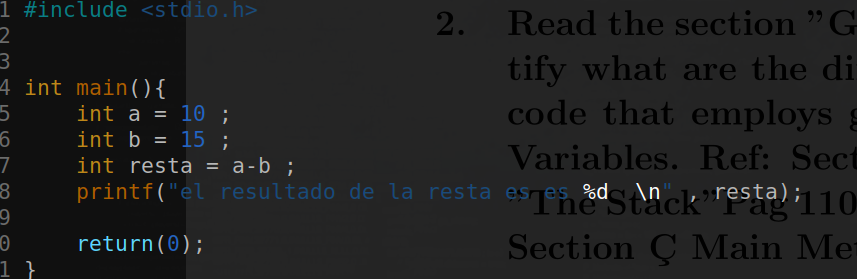 1 #include <stdio.h>
2
3
4 int main(){
5     int a = 10 ;
6     int b = 15 ;
7     int resta = a-b ;
8     printf("el resultado de la resta es es %d  \n" , resta);
9
0     return(0);
1 }
2. Read the section "G
tify what are the di
code that employs g
Variables. Ref: Sect
"The Stack" Pag 110
Section Ç Main Me